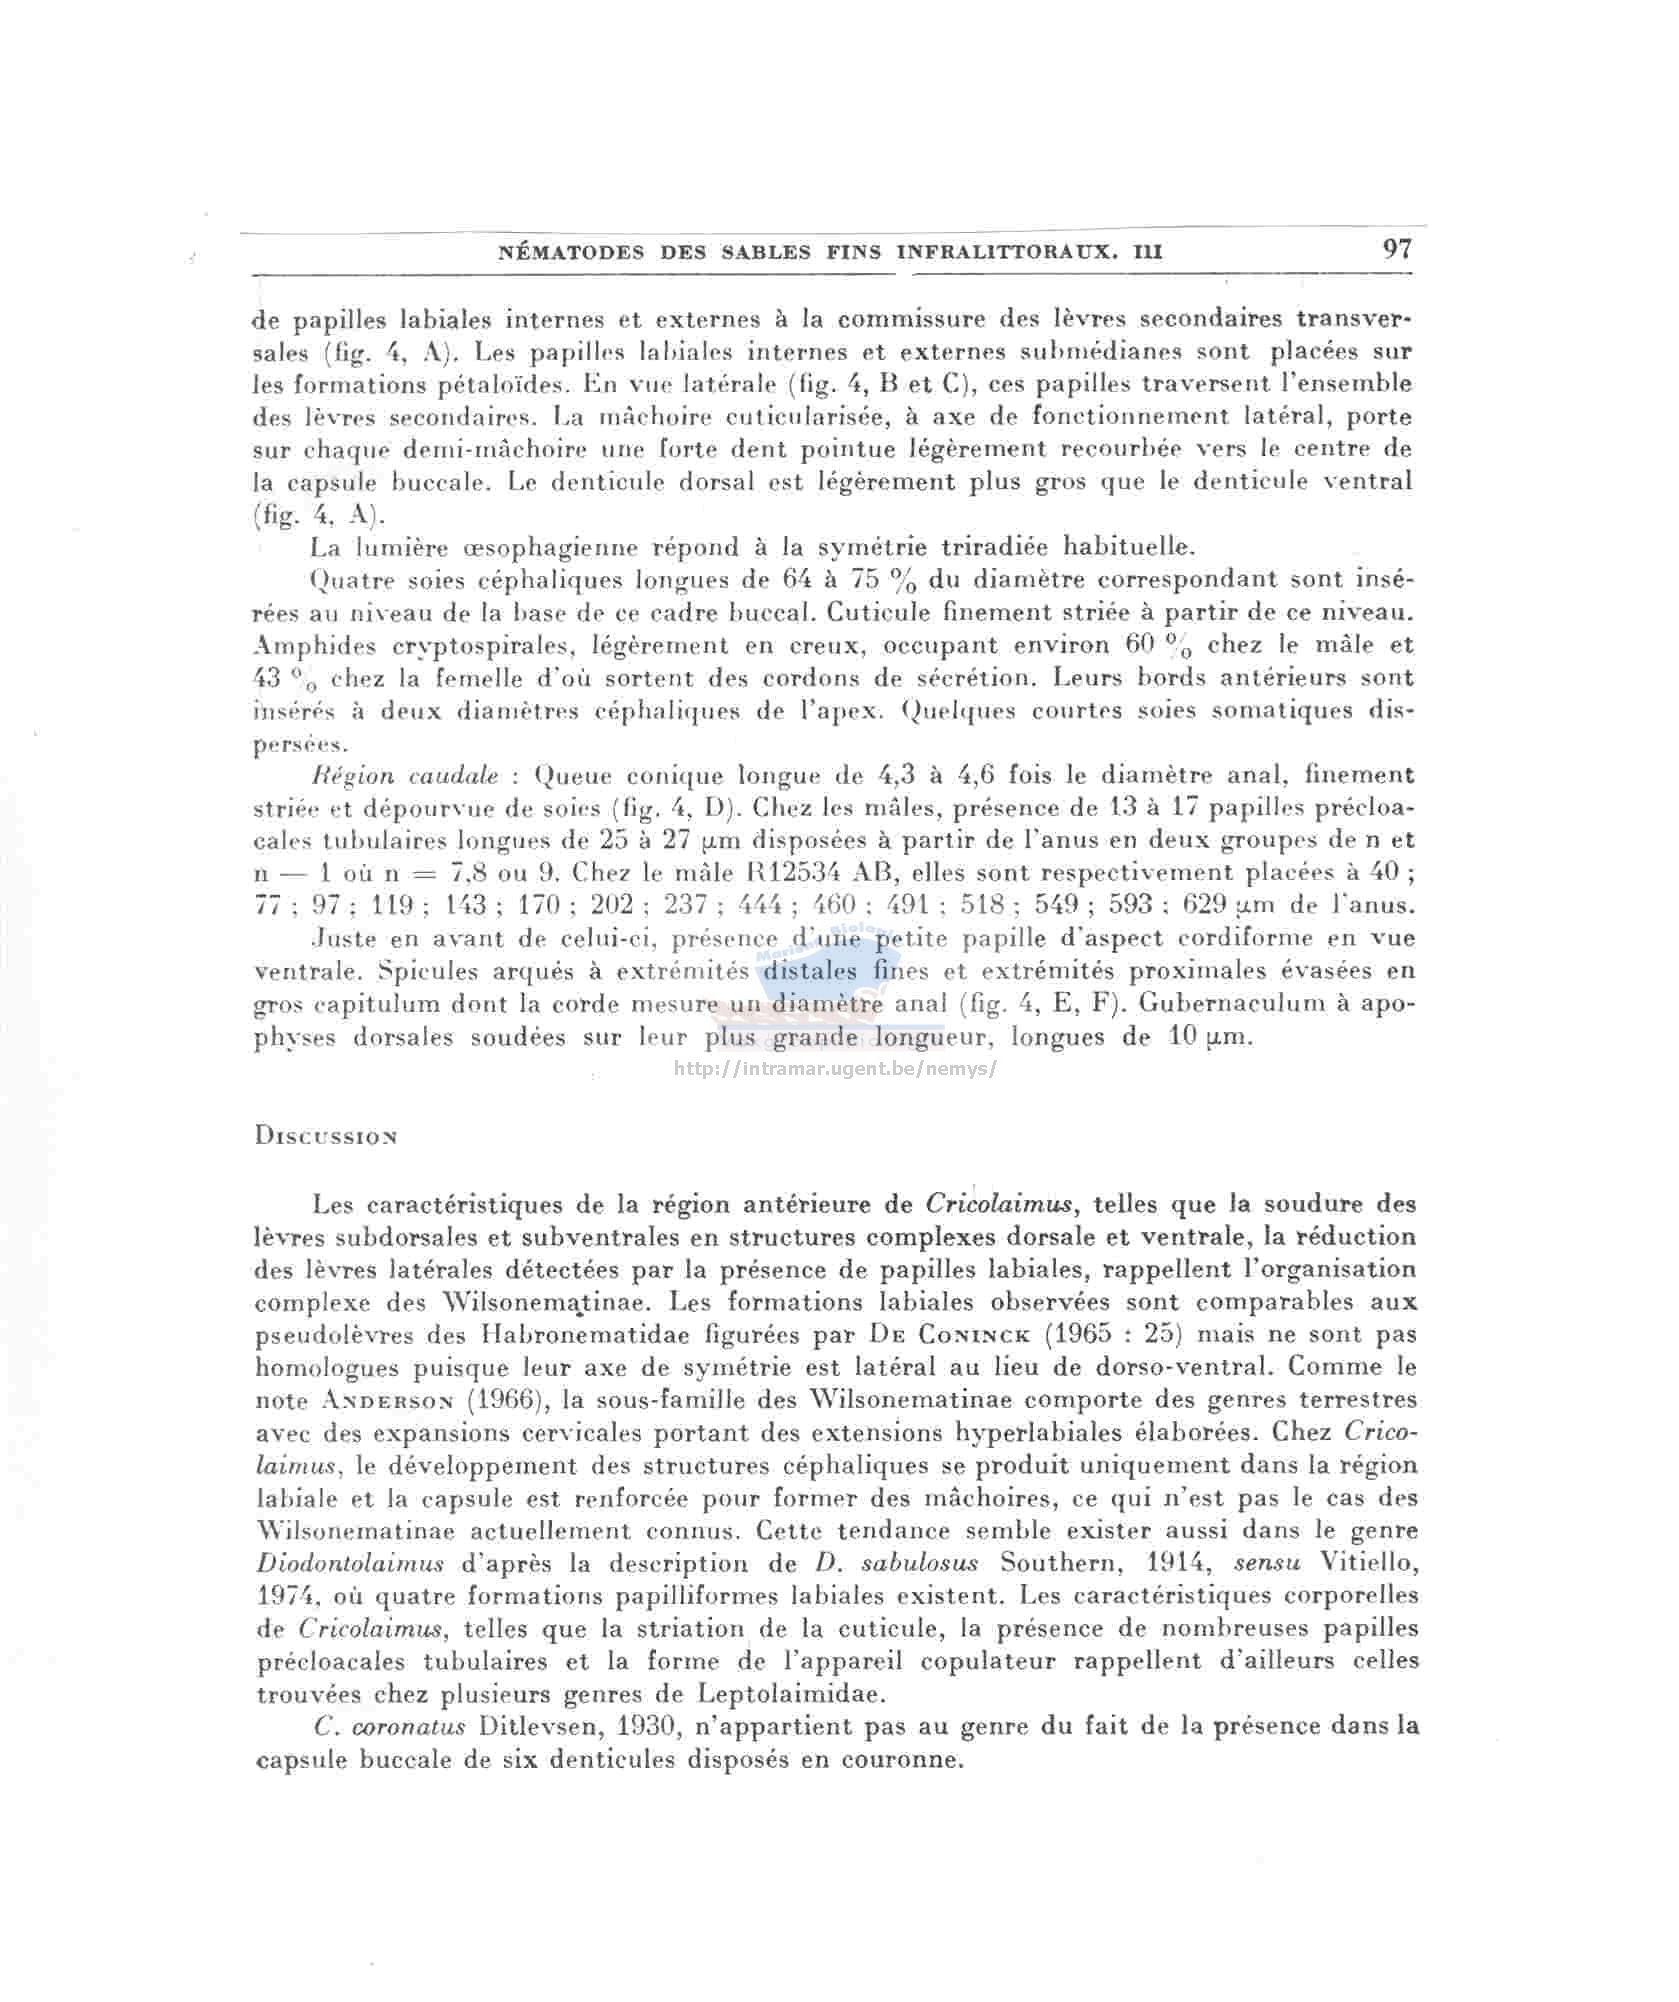 NÉMATODES DES SABLES FINS INFRALITTORAUX. III 97
de papilles labiales internes et externes à la commissure des lèvres secondaires transver-
sales (fig. 4, A). Les papilles labiales internes et externes submédianes sont placées sur
les formations pétaloïdes. En vue latérale (fig. 4, B et C), ces papilles traversent l'ensemble
des lèvres secondaires. La mâchoire cuticularisée, à axe de fonctionnement latéral, porte
sur chaque demi-mâchoire une forte dent pointue légèrement recourbée vers le centre de
la capsule buccale. Le denticule dorsal est légèrement plus gros que le denticule ventral
(fig. 4, A).
La lumière œsophagienne répond à la symétrie triradiée habituelle.
Quatre soies céphaliques longues de 64 à 75 % du diamètre correspondant sont insé-
rées au niveau de la base de ce cadre buccal. Cuticule finement striée à partir de ce niveau.
Amphides cryptospirales, légèrement en creux, occupant environ 60 % chez le mâle et
43 % chez la femelle d'où sortent des cordons de sécrétion. Leurs bords antérieurs sont
insérés à deux diamètres céphaliques de l'apex. Quelques courtes soies somatiques dis-
persées.
Région caudale : Queue conique longue de 4,3 à 4,6 fois le diamètre anal, finement
striée et dépourvue de soies (fig. 4, D). Chez les mâles, présence de 13 à 17 papilles précloa-
cales tubulaires longues de 25 à 27 µm disposées à partir de l'anus en deux groupes de n et
n — 1 où n = 7,8 ou 9. Chez le mâle R12534 AB, elles sont respectivement placées à 40 ;
77 ; 97 ; 119 ; 143 ; 170 ; 202 ; 237 ; 444 ; 460 ; 491 ; 518 ; 549 ; 593 ; 629 µm de l'anus.
Juste en avant de celui-ci, présence d'une petite papille d'aspect cordiforme en vue
ventrale. Spicules arqués à extrémités distales fines et extrémités proximales évasées en
gros capitulum dont la corde mesure un diamètre anal (fig. 4, E, F). Gubernaculum à apo-
physes dorsales soudées sur leur plus grande longueur, longues de 10 µm.
http://intramar.ugent.be/nemys/
DISCUSSION
Les caractéristiques de la région antérieure de Cricolaimus, telles que la soudure des
lèvres subdorsales et subventrales en structures complexes dorsale et ventrale, la réduction
des lèvres latérales détectées par la présence de papilles labiales, rappellent l'organisation
complexe des Wilsonematinae. Les formations labiales observées sont comparables aux
pseudolèvres des Habronematidae figurées par DE CONINCK (1965 : 25) mais ne sont pas
homologues puisque leur axe de symétrie est latéral au lieu de dorso-ventral. Comme le
note ANDERSON (1966), la sous-famille des Wilsonematinae comporte des genres terrestres
avec des expansions cervicales portant des extensions hyperlabiales élaborées. Chez Crico-
laimus, le développement des structures céphaliques se produit uniquement dans la région
labiale et la capsule est renforcée pour former des mâchoires, ce qui n'est pas le cas des
Wilsonematinae actuellement connus. Cette tendance semble exister aussi dans le genre
Diodontolaimus d'après la description de D. sabulosus Southern, 1914, sensu Vitiello,
1974, où quatre formations papilliformes labiales existent. Les caractéristiques corporelles
de Cricolaimus, telles que la striation de la cuticule, la présence de nombreuses papilles
précloacales tubulaires et la forme de l'appareil copulateur rappellent d'ailleurs celles
trouvées chez plusieurs genres de Leptolaimidae.
C. coronatus Ditlevsen, 1930, n'appartient pas au genre du fait de la présence dans la
capsule buccale de six denticules disposés en couronne.